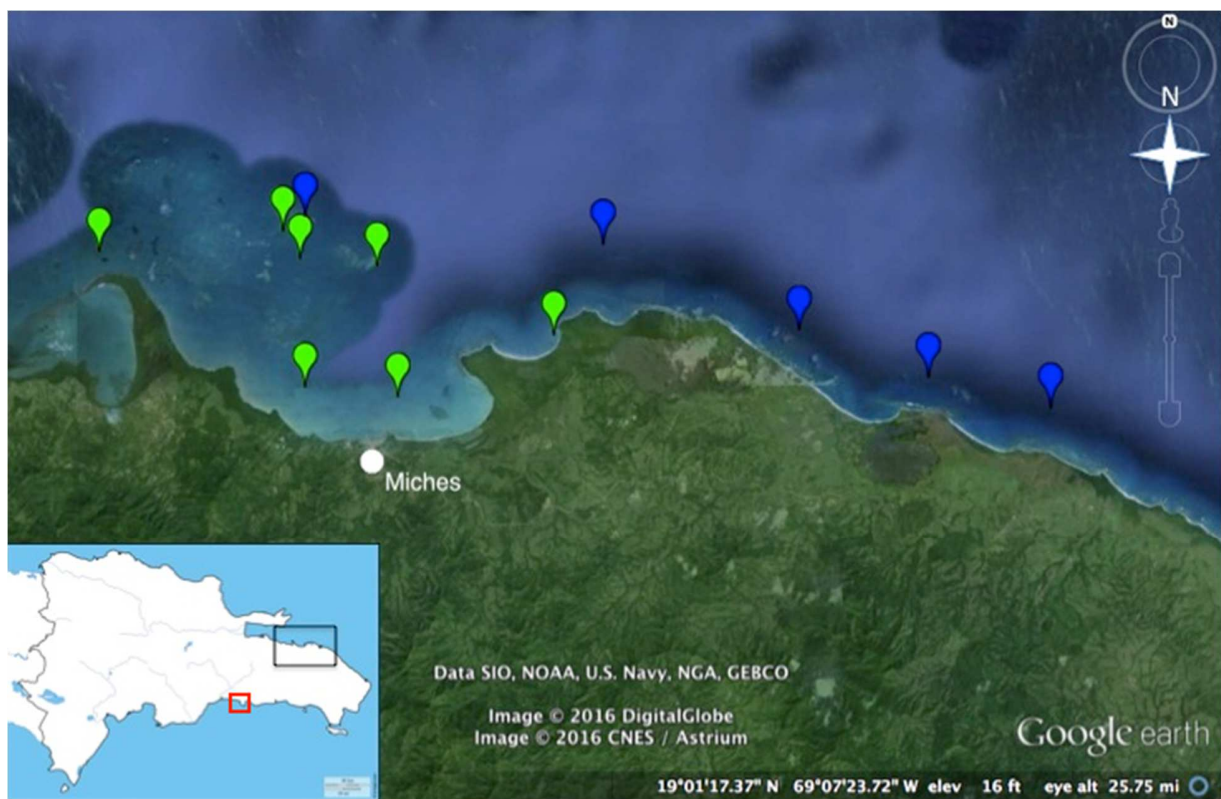 N
N
Miches
Data SIO, NOAA, U.S. Navy, NGA, GEBCO
Image © 2016 DigitalGlobe
Image © 2016 CNES / Astrium
Google earth
19°01'17.37" N 69°07'23.72" W elev 16 ft eye alt 25.75 mi